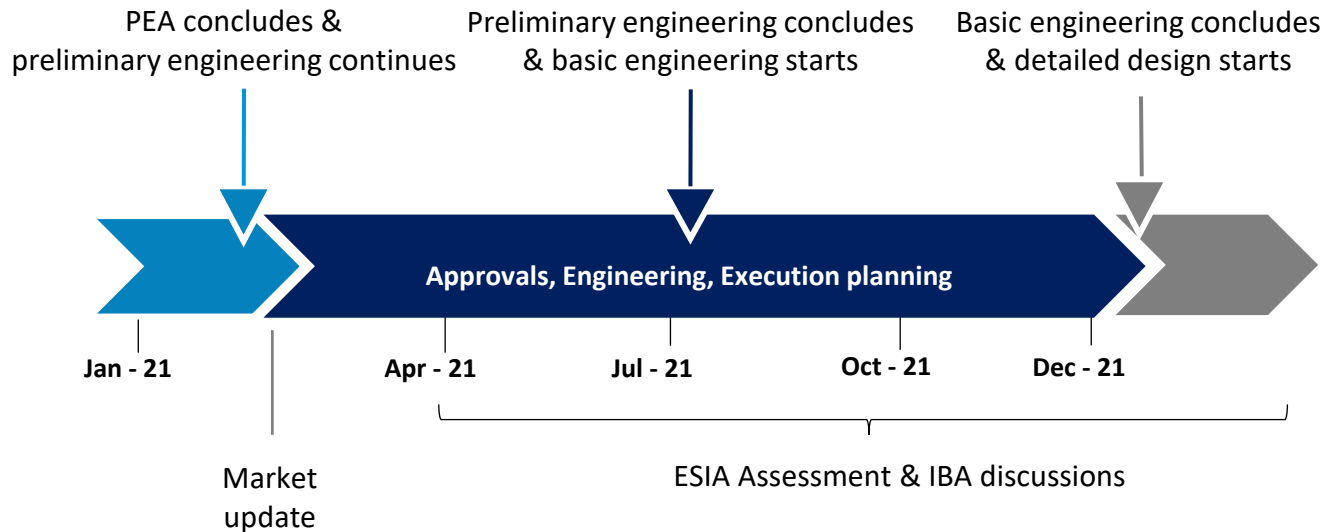 PEA concludes &
preliminary engineering continues
Preliminary engineering concludes
& basic engineering starts
Basic engineering concludes
& detailed design starts
Approvals, Engineering, Execution planning
Jan - 21
Apr - 21
Jul - 21
Oct - 21
Dec - 21
Market
update
ESIA Assessment & IBA discussions